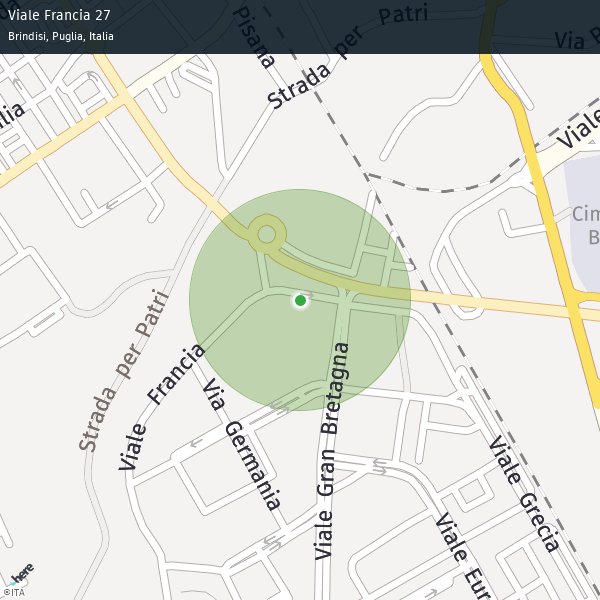 Viale Francia 27
Brindisi, Puglia, Italia
Pisana
Strada per Patri
Via
Viale
Cim
B
Strada per Patri
Viale Francia
Via Germania
Viale Gran Bretagna
Viale Grecia
Viale Eur
here
©ITA